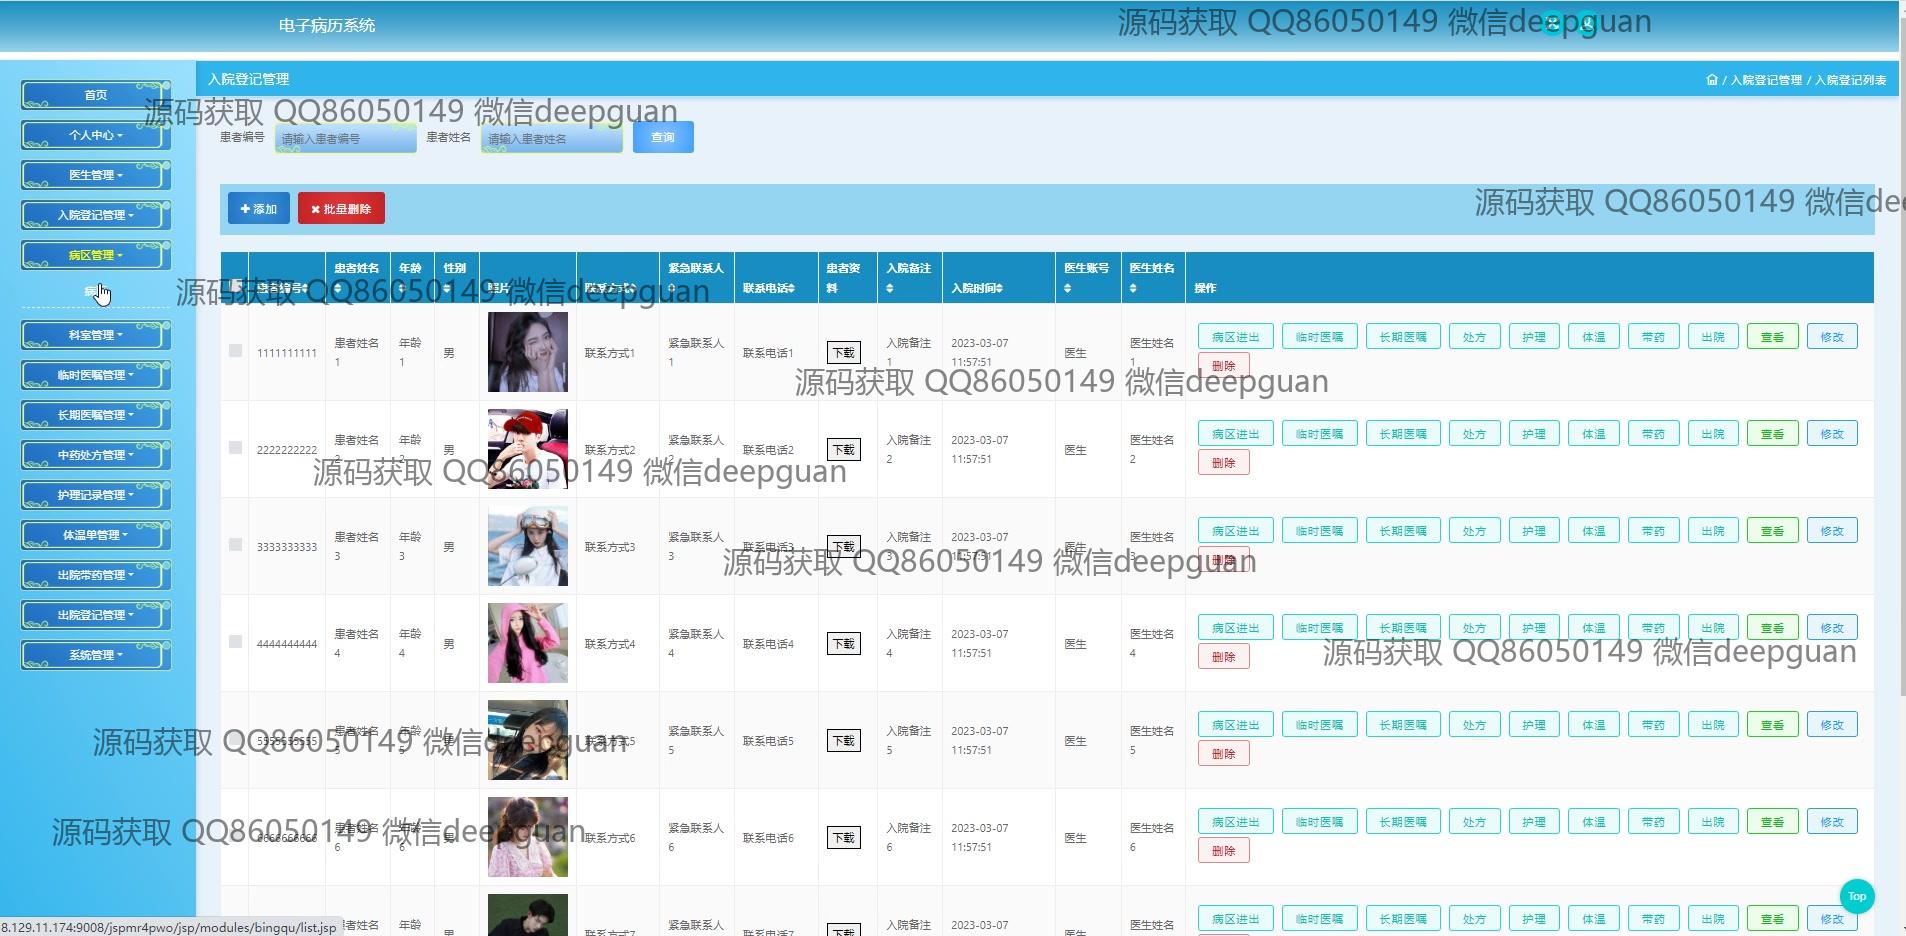 电子病历系统
源码获取 QQ86050149 微信deepguan
首页
个人中心
医生管理
入院登记管理
病区管理
科室管理
临时医嘱管理
长期医嘱管理
中药处方管理
护理记录管理
体温单管理
出院带药管理
出院登记管理
系统管理
入院登记管理
/ 入院登记管理 / 入院登记列表
源码获取 QQ86050149 微信deepguan
患者编号 请输入患者编号 患者姓名 请输入患者姓名 查询
源码获取 QQ86050149 微信de
添加 批量删除
患者编号 患者姓名 年龄 性别 照片 联系方式 紧急联系人 联系电话 患者资料 入院备注 入院时间 医生账号 医生姓名 操作
源码获取 QQ86050149 微信deepguan
1111111111 患者姓名1 年龄1 男 联系方式1 紧急联系人1 联系电话1 下载 入院备注1 2023-03-07 11:57:51 医生 医生姓名1 病区进出 临时医嘱 长期医嘱 处方 护理 体温 带药 出院 查看 修改 删除
源码获取 QQ86050149 微信deepguan
2222222222 患者姓名2 年龄2 男 联系方式2 紧急联系人2 联系电话2 下载 入院备注2 2023-03-07 11:57:51 医生 医生姓名2 病区进出 临时医嘱 长期医嘱 处方 护理 体温 带药 出院 查看 修改 删除
源码获取 QQ86050149 微信deepguan
3333333333 患者姓名3 年龄3 男 联系方式3 紧急联系人3 联系电话3 下载 入院备注3 2023-03-07 11:57:51 医生 医生姓名3 病区进出 临时医嘱 长期医嘱 处方 护理 体温 带药 出院 查看 修改 删除
源码获取 QQ86050149 微信deepguan
4444444444 患者姓名4 年龄4 男 联系方式4 紧急联系人4 联系电话4 下载 入院备注4 2023-03-07 11:57:51 医生 医生姓名4 病区进出 临时医嘱 长期医嘱 处方 护理 体温 带药 出院 查看 修改 删除
源码获取 QQ86050149 微信deepguan
5555555555 患者姓名5 年龄5 男 联系方式5 紧急联系人5 联系电话5 下载 入院备注5 2023-03-07 11:57:51 医生 医生姓名5 病区进出 临时医嘱 长期医嘱 处方 护理 体温 带药 出院 查看 修改 删除
源码获取 QQ86050149 微信deepguan
6666666666 患者姓名6 年龄6 男 联系方式6 紧急联系人6 联系电话6 下载 入院备注6 2023-03-07 11:57:51 医生 医生姓名6 病区进出 临时医嘱 长期医嘱 处方 护理 体温 带药 出院 查看 修改 删除
源码获取 QQ86050149 微信deepguan
Top
患者姓名 年龄 联系方式7 紧急联系人 联系电话7 下载 入院备注 2023-03-07 医生 医生姓名 病区进出 临时医嘱 长期医嘱 处方 护理 体温 带药 出院 查看 修改
8.129.11.174:9008/jspmr4pwo/jsp/modules/bingqu/list.jsp